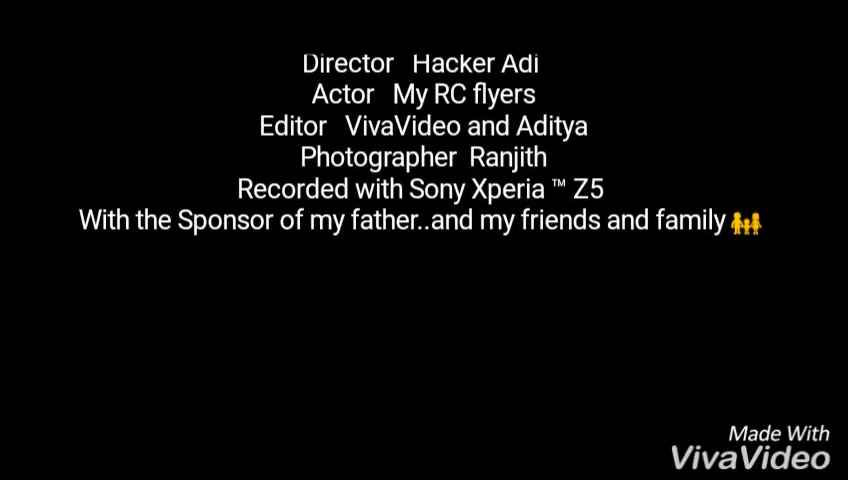 Director Hacker Adi
Actor My RC flyers
Editor VivaVideo and Aditya
Photographer Ranjith
Recorded with Sony Xperia ™ Z5
With the Sponsor of my father..and my friends and family 👨‍👩‍👧
Made With
VivaVideo